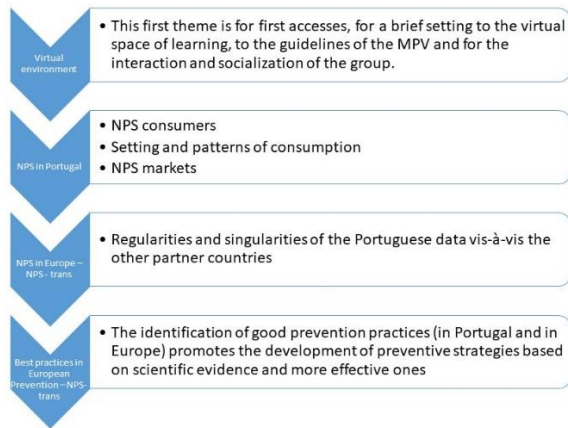 • This first theme is for first accesses, for a brief setting to the virtual
space of learning, to the guidelines of the MPV and for the
interaction and socialization of the group.
Virtual
environment
• NPS consumers
• Setting and patterns of consumption
• NPS markets
NPS in Portugal
• Regularities and singularities of the Portuguese data vis-à-vis the
other partner countries
NPS in Europe –
NPS - trans
• The identification of good prevention practices (in Portugal and in
Europe) promotes the development of preventive strategies based
on scientific evidence and more effective ones
Best practices in
European
Prevention – NPS-
trans